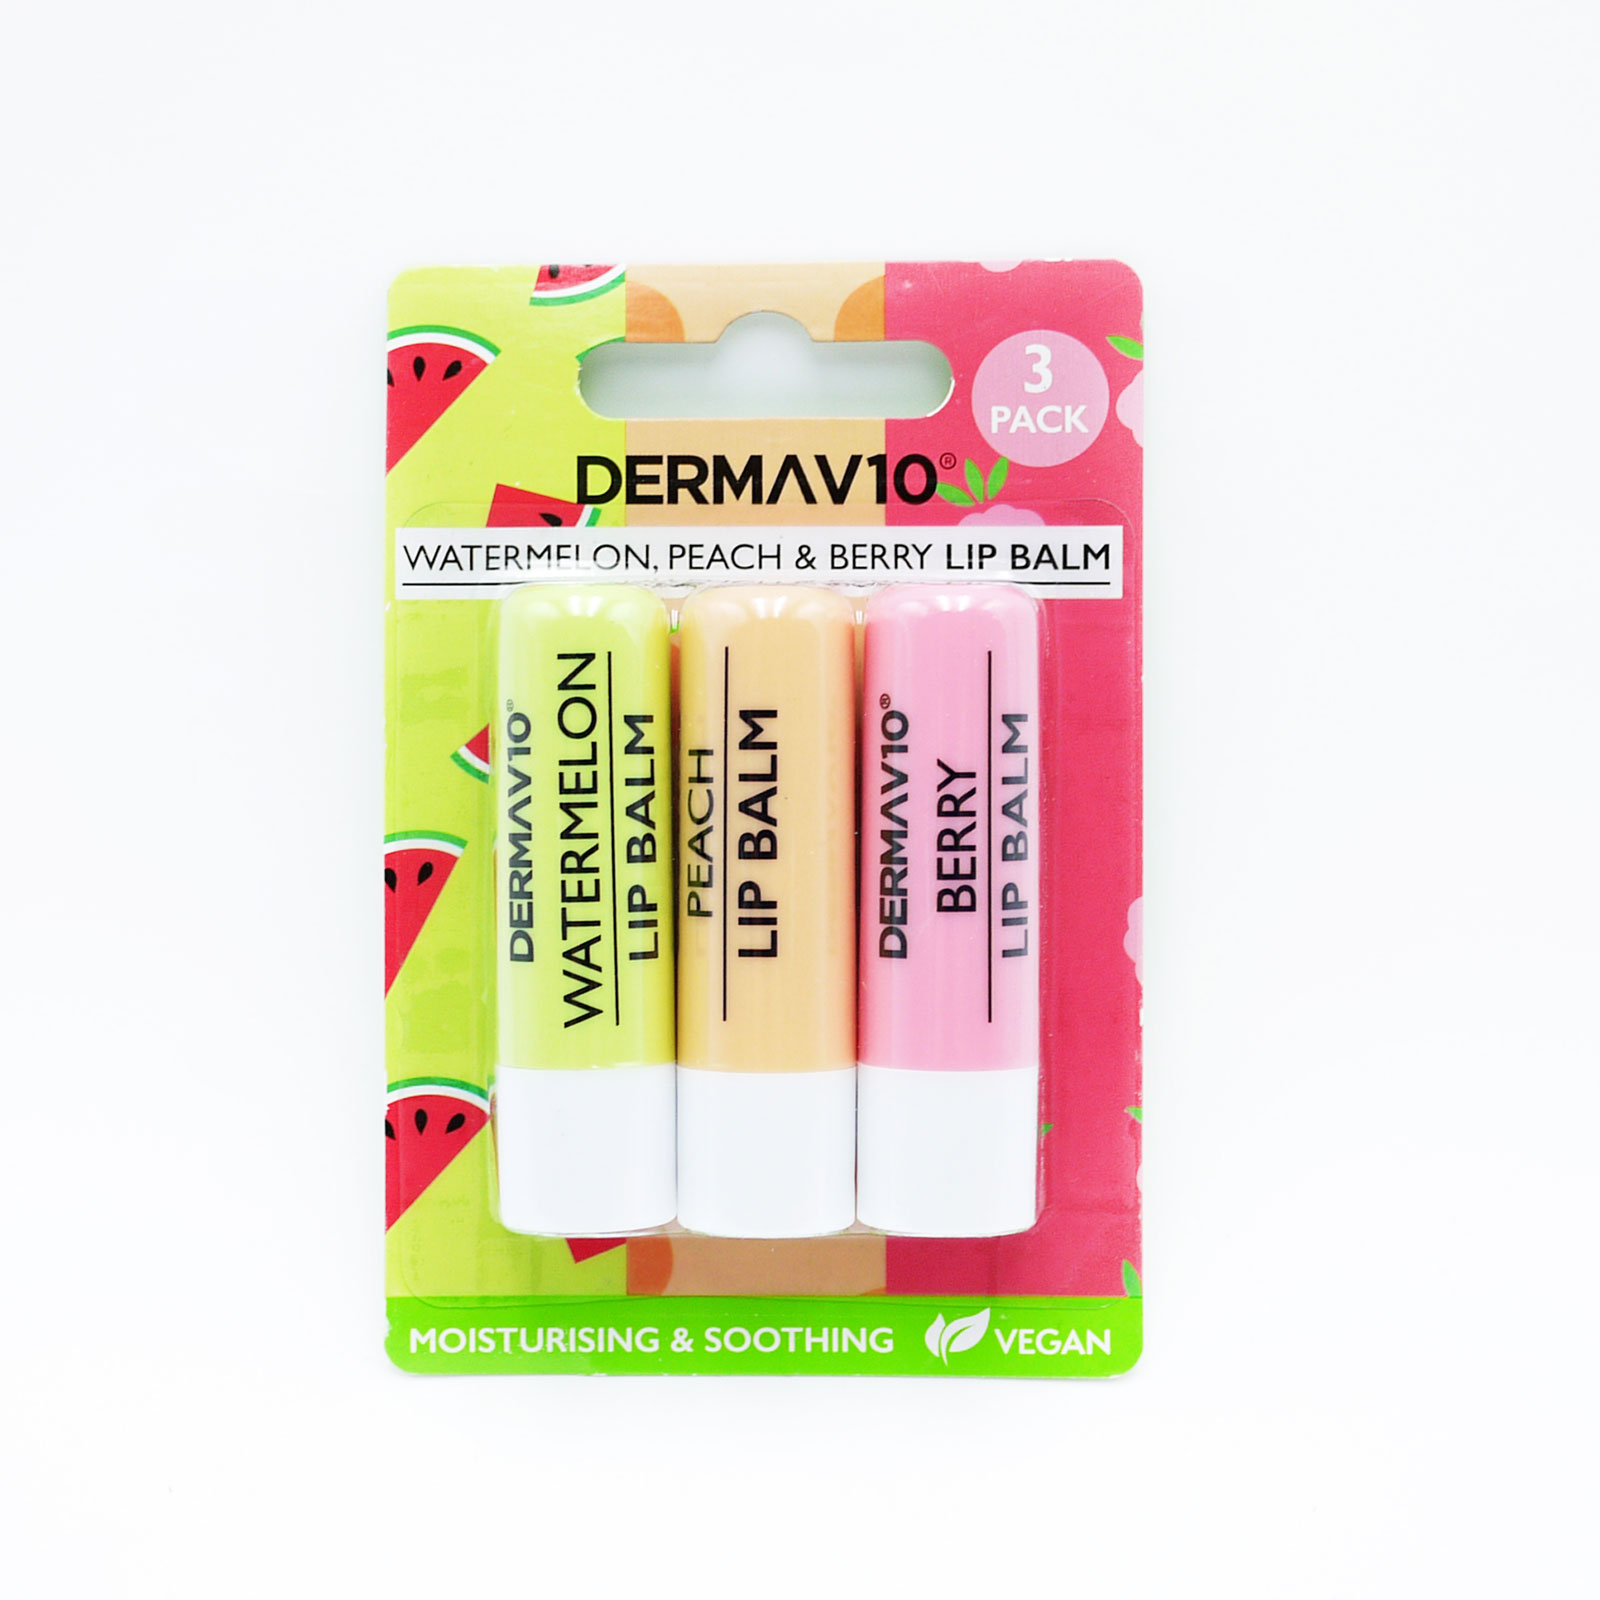 3
PACK
DERMAV10®
WATERMELON, PEACH & BERRY LIP BALM
DERMAV10®
WATERMELON
LIP BALM
PEACH
LIP BALM
DERMAV10®
BERRY
LIP BALM
MOISTURISING & SOOTHING
VEGAN